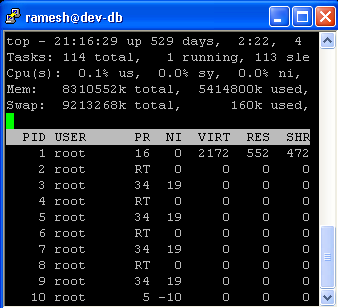 ramesh@dev-db
top - 21:16:29 up 529 days,  2:22,  4
Tasks: 114 total,   1 running, 113 sle
Cpu(s):  0.1% us,  0.0% sy,  0.0% ni,
Mem:   8310552k total,  5414800k used,
Swap:  9213268k total,      160k used,
PID USER      PR  NI  VIRT  RES  SHR
1 root      16   0  2172  552  472
2 root      RT   0     0    0    0
3 root      34  19     0    0    0
4 root      RT   0     0    0    0
5 root      34  19     0    0    0
6 root      RT   0     0    0    0
7 root      34  19     0    0    0
8 root      RT   0     0    0    0
9 root      34  19     0    0    0
10 root       5 -10     0    0    0